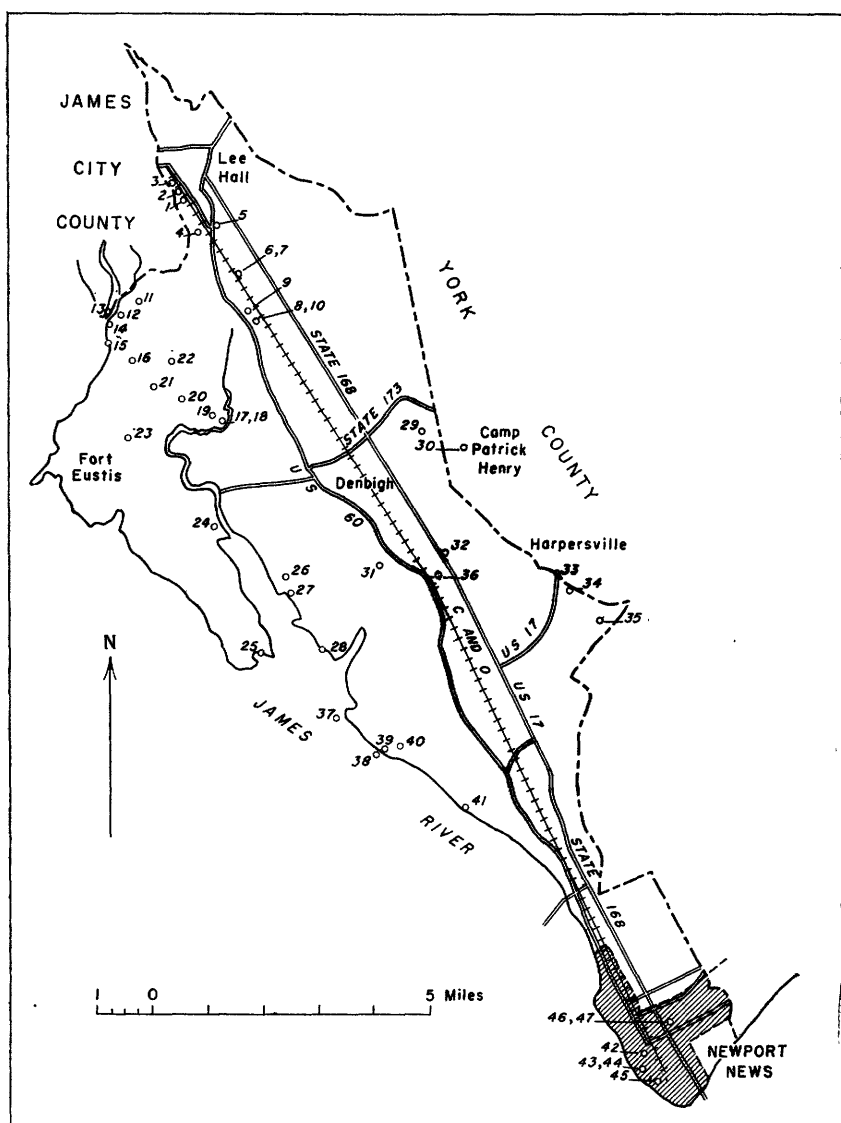 JAMES
CITY
COUNTY
Lee
Hall
3
2
1
4
5
6,7
9
8,10
YORK
COUNTY
STATE 168
11
13
12
14
15
16
22
21
20
19
17,18
23
Fort
Eustis
STATE 173
29
30
Camp
Patrick
Henry
US
60
Denbigh
24
32
Harpersville
33
34
35
31
36
26
27
C AND O
US 17
US 17
N
25
28
JAMES
RIVER
37
39
40
38
41
STATE
168
1 0 5 Miles
46,47
42
43,44
45
NEWPORT
NEWS